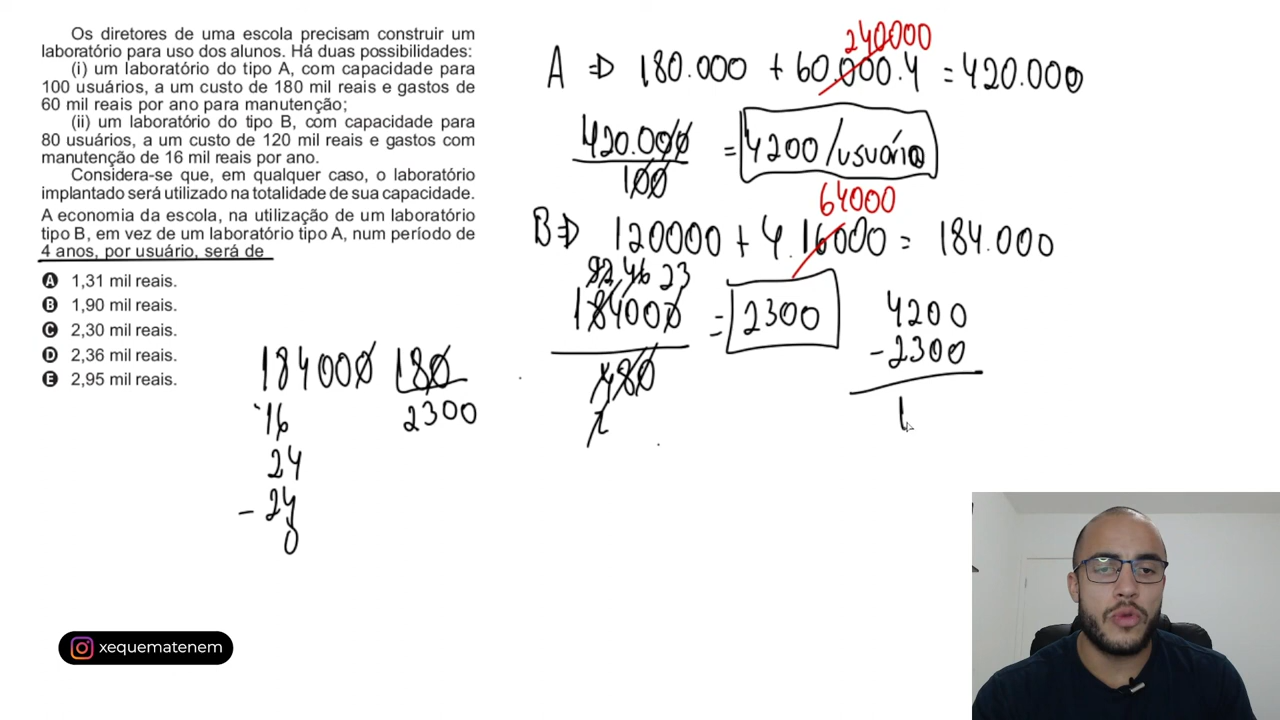 Os diretores de uma escola precisam construir um
laboratório para uso dos alunos. Há duas possibilidades:
(i) um laboratório do tipo A, com capacidade para
100 usuários, a um custo de 180 mil reais e gastos de
60 mil reais por ano para manutenção;
(ii) um laboratório do tipo B, com capacidade para
80 usuários, a um custo de 120 mil reais e gastos com
manutenção de 16 mil reais por ano.
Considera-se que, em qualquer caso, o laboratório
implantado será utilizado na totalidade de sua capacidade.
A economia da escola, na utilização de um laboratório
tipo B, em vez de um laboratório tipo A, num período de
4 anos, por usuário, será de
A 1,31 mil reais.
B 1,90 mil reais.
C 2,30 mil reais.
D 2,36 mil reais.
E 2,95 mil reais.
240000
A ⇒ 180.000 + 60.000.4 = 420.000
420.000
100
= 4200/usuário
64000
B ⇒ 120000 + 4.16000 = 184.000
92 46 23
184000
80
= 2300
4200
-2300
1
184000 180
16 2300
24
- 24
0
xequematenem